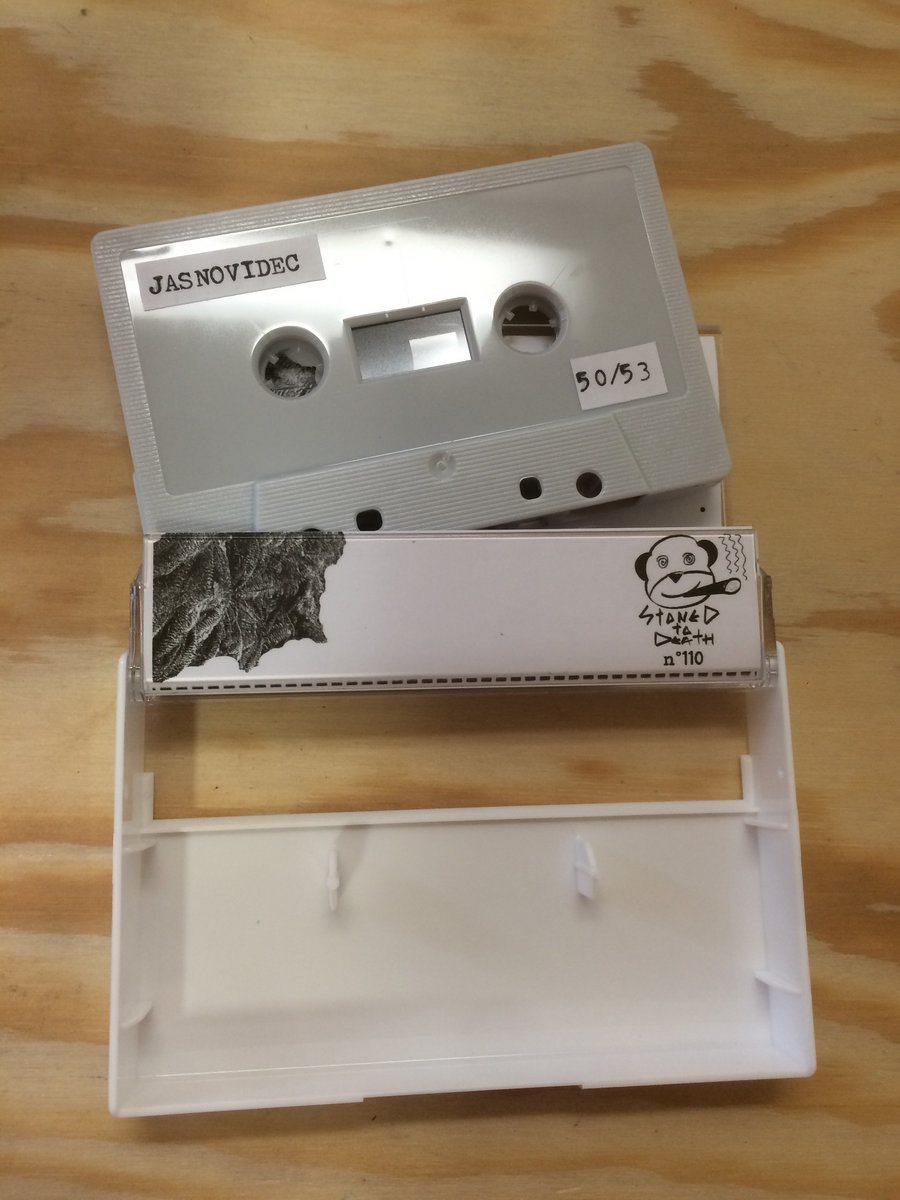 JASNOVIDEC
50/53
STONED
to
DEAtH
n°110